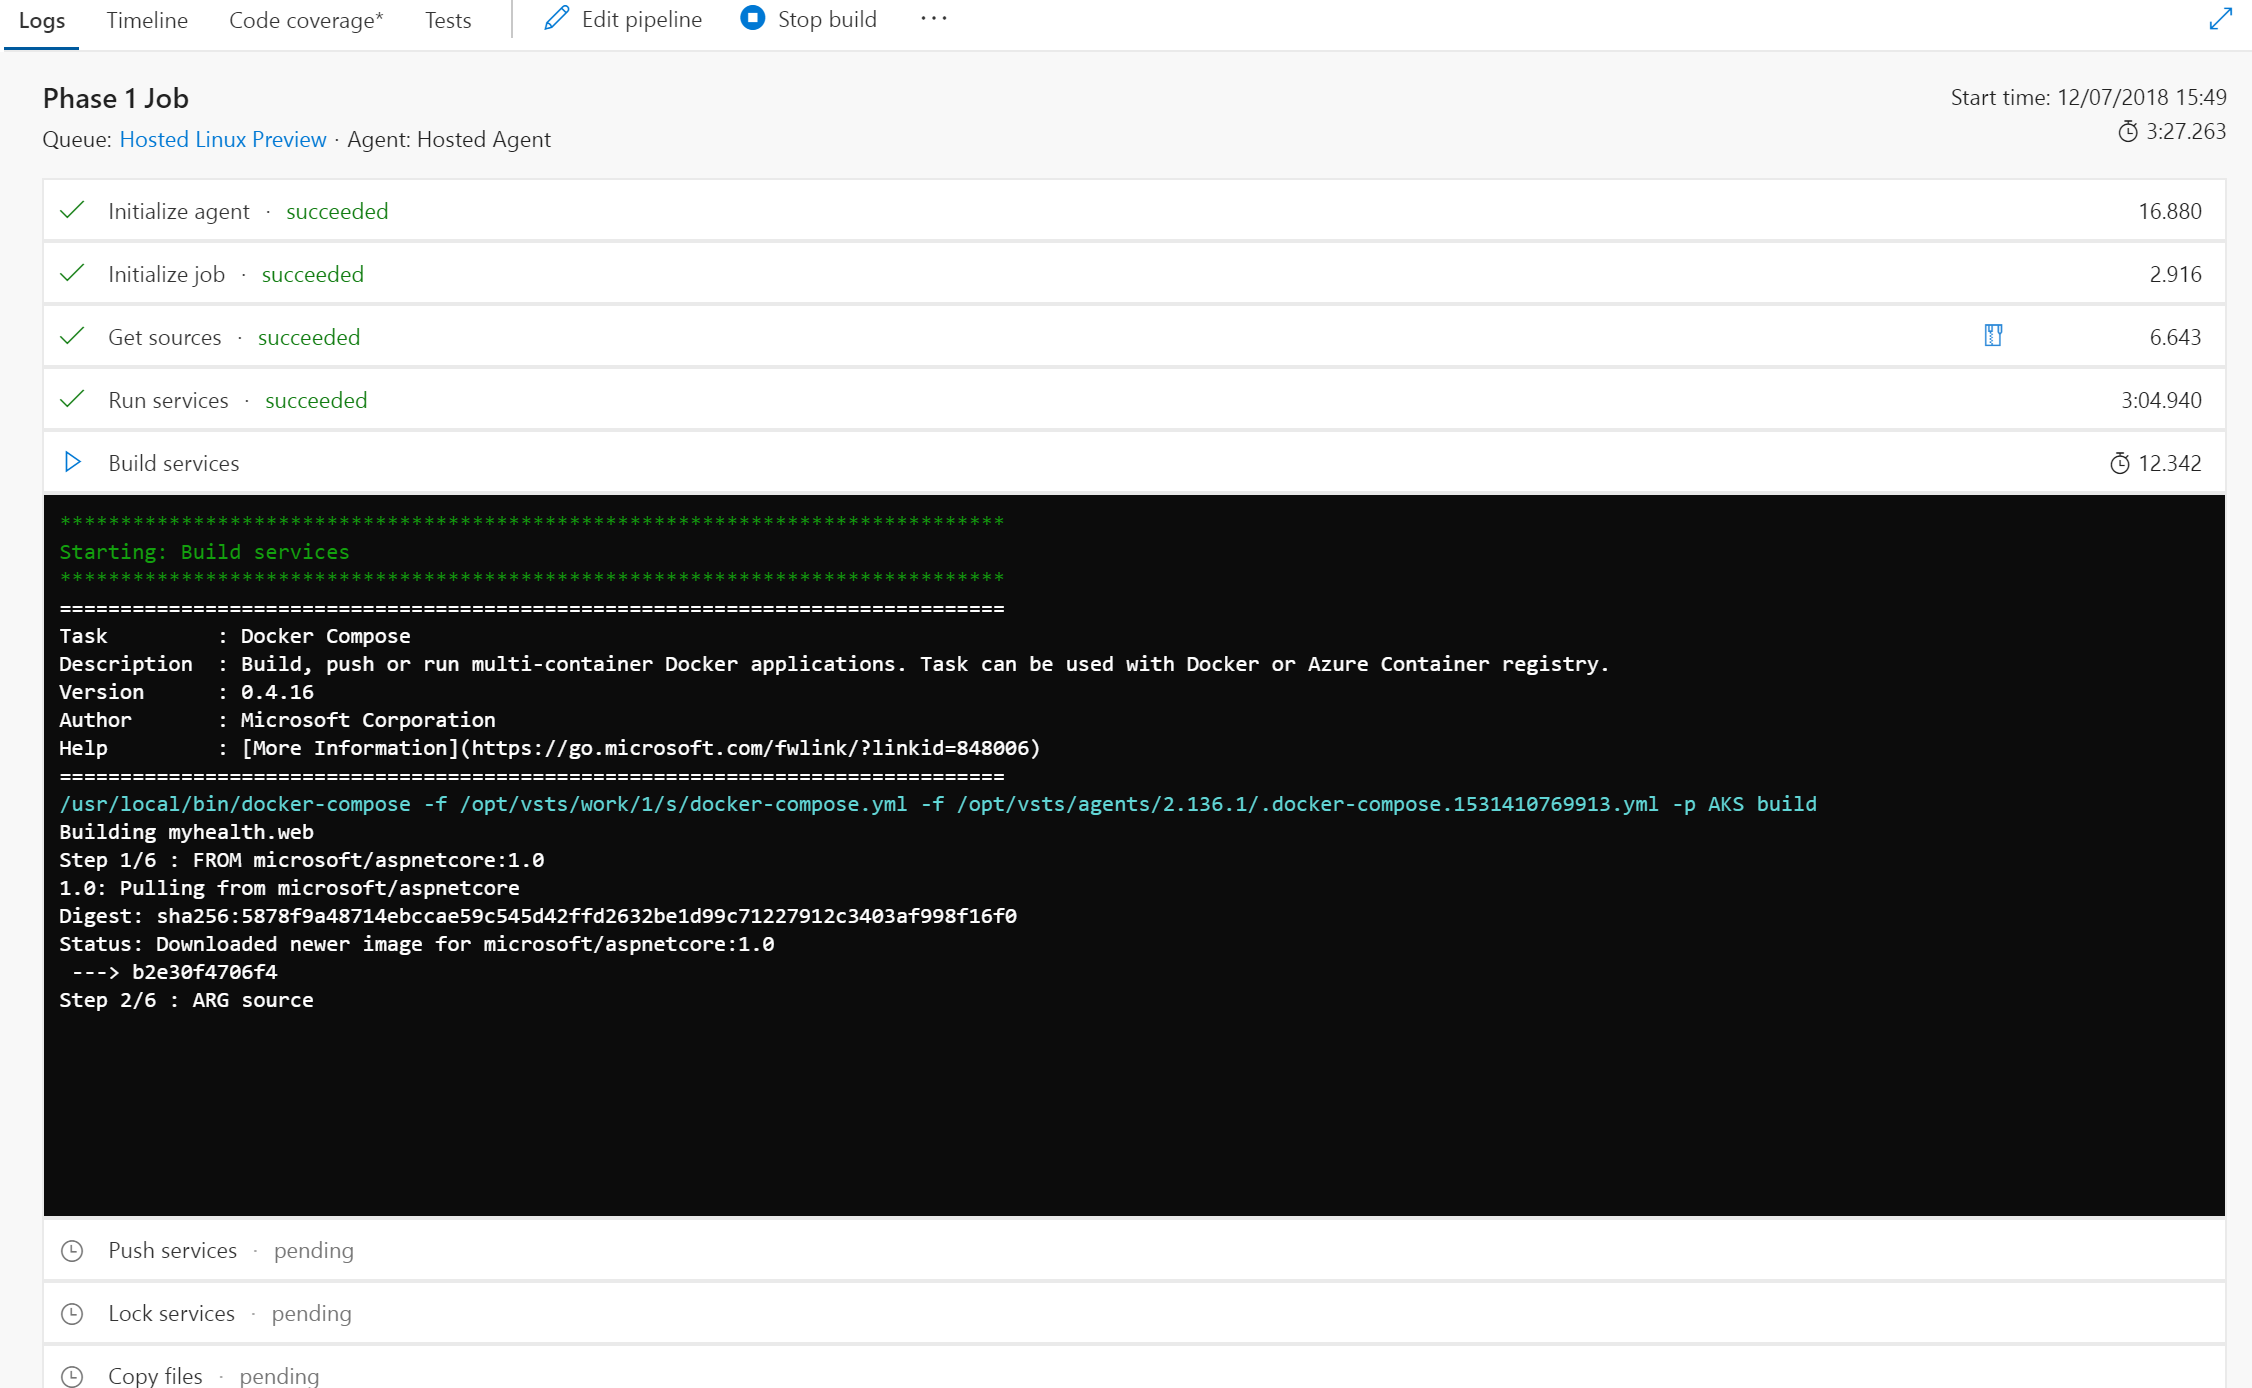 Logs Timeline Code coverage* Tests Edit pipeline Stop build ...
Phase 1 Job
Start time: 12/07/2018 15:49
Queue: Hosted Linux Preview · Agent: Hosted Agent
3:27.263
Initialize agent · succeeded 16.880
Initialize job · succeeded 2.916
Get sources · succeeded 6.643
Run services · succeeded 3:04.940
Build services 12.342
******************************************************************************
Starting: Build services
******************************************************************************
==============================================================================
Task         : Docker Compose
Description  : Build, push or run multi-container Docker applications. Task can be used with Docker or Azure Container registry.
Version      : 0.4.16
Author       : Microsoft Corporation
Help         : [More Information](https://go.microsoft.com/fwlink/?linkid=848006)
==============================================================================
/usr/local/bin/docker-compose -f /opt/vsts/work/1/s/docker-compose.yml -f /opt/vsts/agents/2.136.1/.docker-compose.1531410769913.yml -p AKS build
Building myhealth.web
Step 1/6 : FROM microsoft/aspnetcore:1.0
1.0: Pulling from microsoft/aspnetcore
Digest: sha256:5878f9a48714ebccae59c545d42ffd2632be1d99c71227912c3403af998f16f0
Status: Downloaded newer image for microsoft/aspnetcore:1.0
 ---> b2e30f4706f4
Step 2/6 : ARG source
Push services · pending
Lock services · pending
Copy files · pending